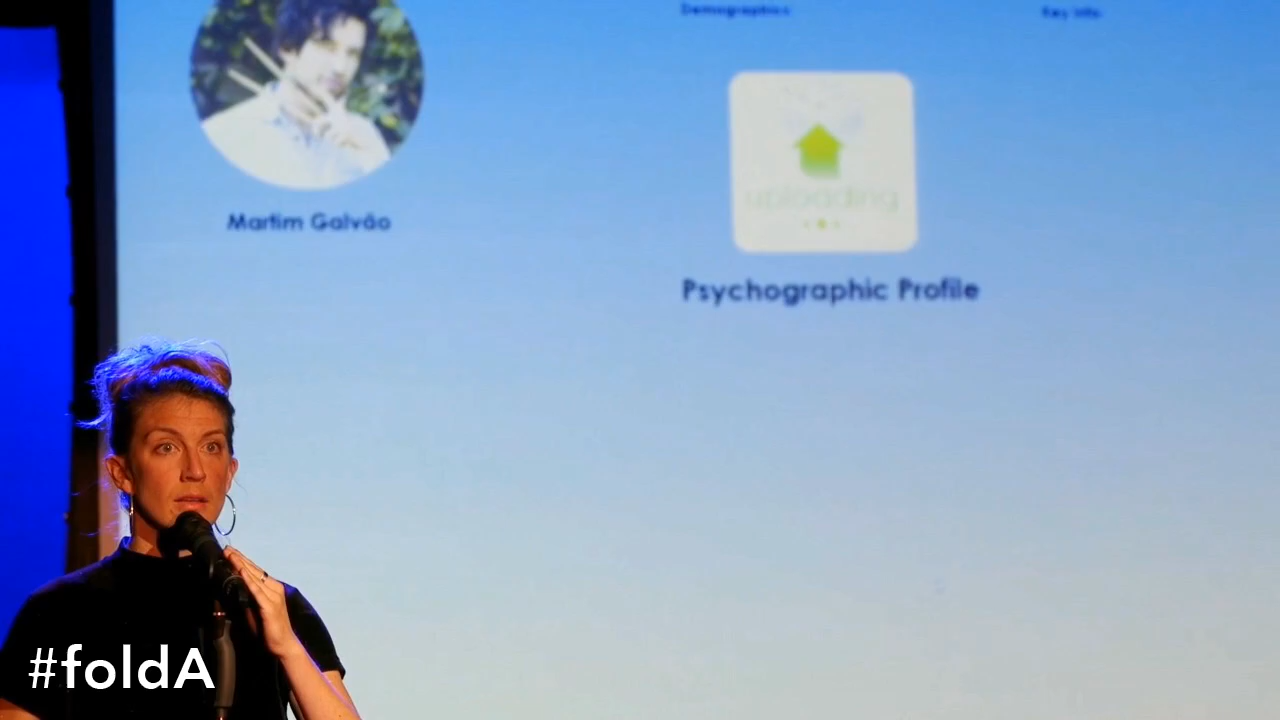 Demographics
Key Info
uploading
Martim Galvão
Psychographic Profile
#foldA